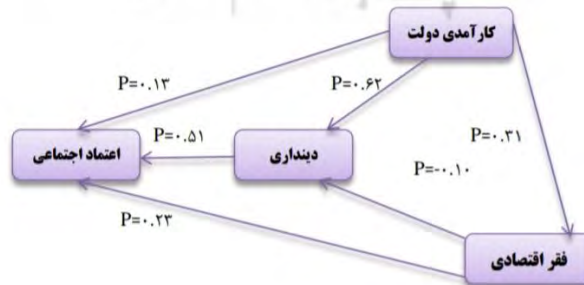 کارآمدی دولت
P=۰.۱۳
P=۰.۶۲
P=۰.۳۱
اعتماد اجتماعی
P=۰.۵۱
دینداری
P=-۰.۱۰
P=۰.۲۳
فقر اقتصادی